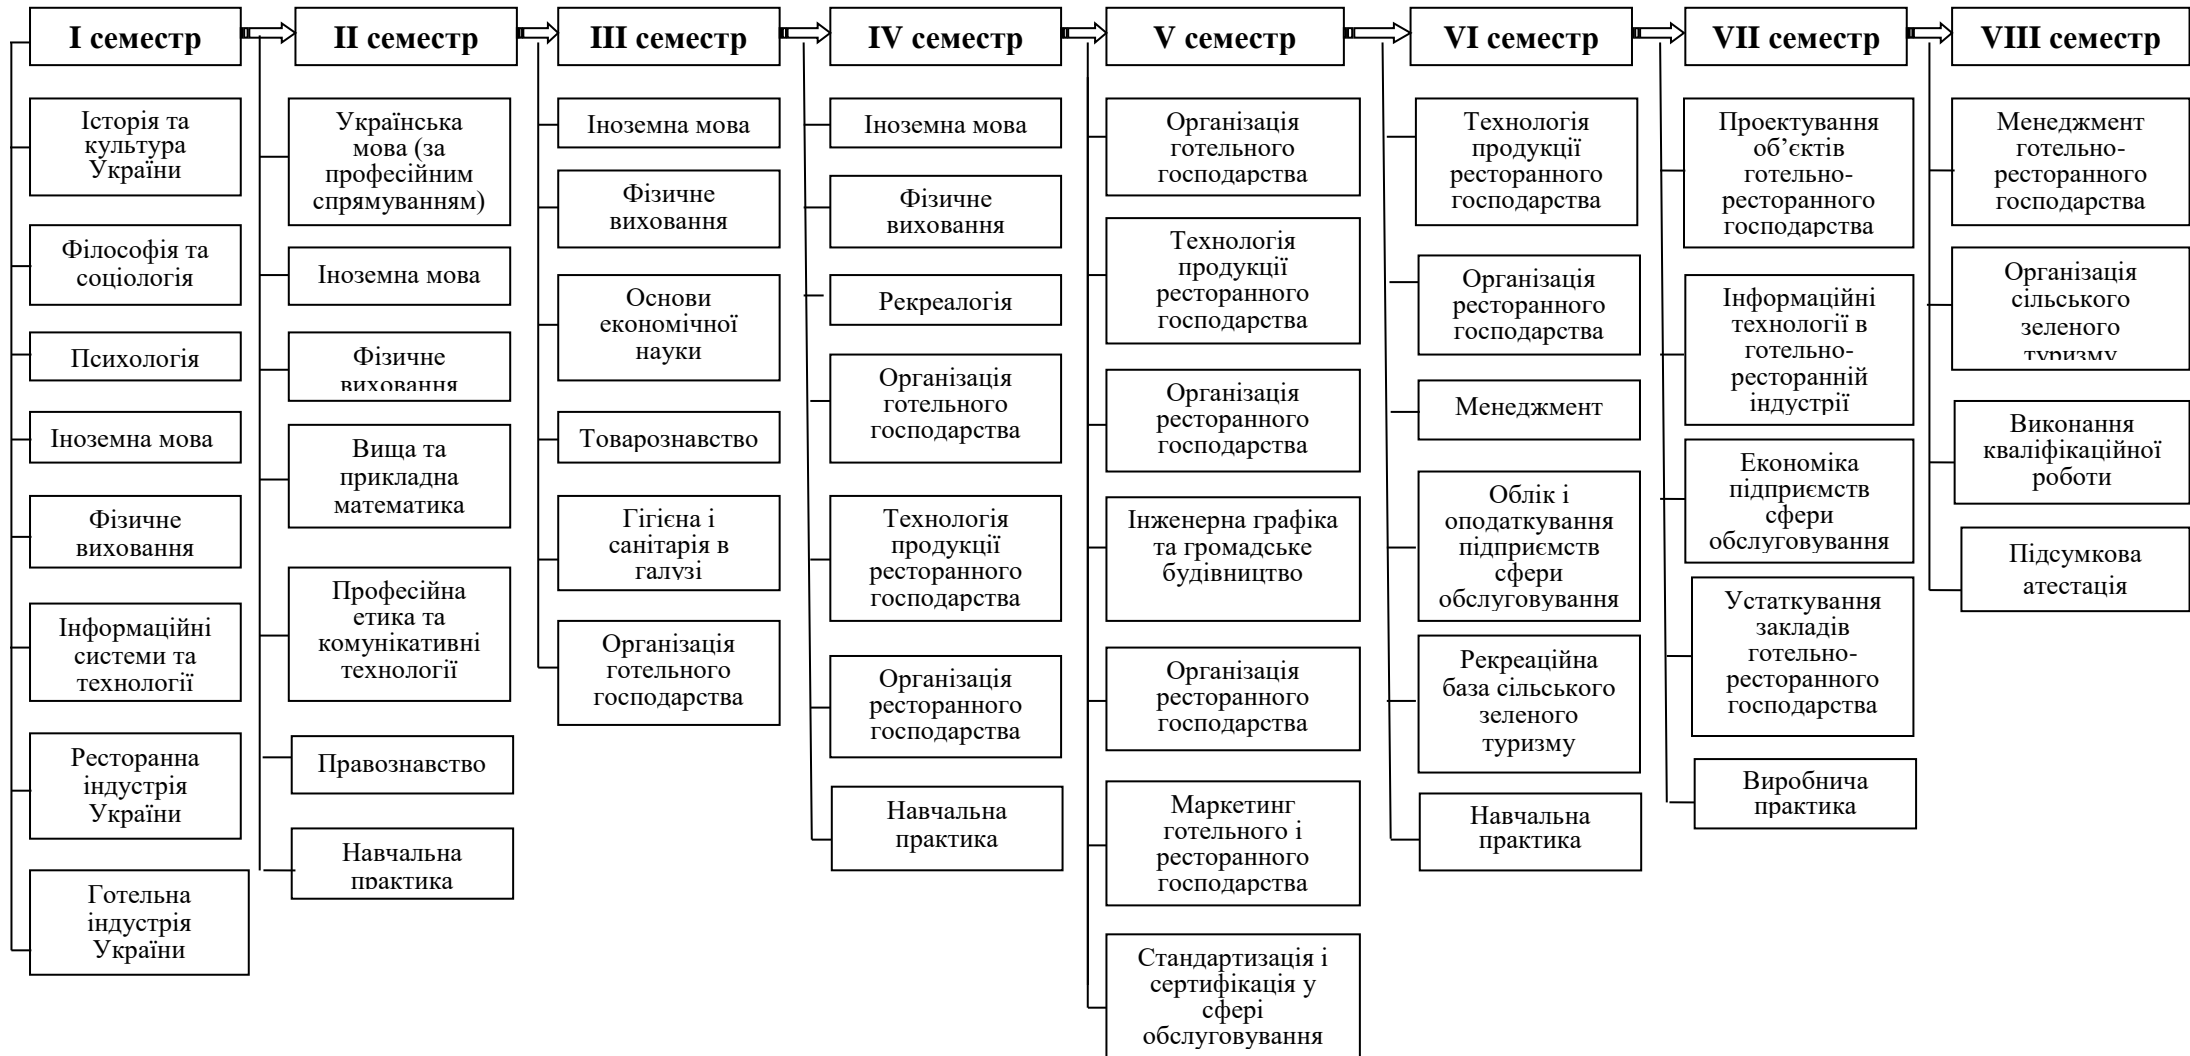 I семестр
II семестр
III семестр
IV семестр
V семестр
VI семестр
VII семестр
VIII семестр
Історія та
культура
України
Філософія та
соціологія
Психологія
Іноземна мова
Фізичне
виховання
Інформаційні
системи та
технології
Ресторанна
індустрія
України
Готельна
індустрія
України
Українська
мова (за
професійним
спрямуванням)
Іноземна мова
Фізичне
виховання
Вища та
прикладна
математика
Професійна
етика та
комунікативні
технології
Правознавство
Навчальна
практика
Іноземна мова
Фізичне
виховання
Основи
економічної
науки
Товарознавство
Гігієна і
санітарія в
галузі
Організація
готельного
господарства
Іноземна мова
Фізичне
виховання
Рекреалогія
Організація
готельного
господарства
Технологія
продукції
ресторанного
господарства
Організація
ресторанного
господарства
Навчальна
практика
Організація
готельного
господарства
Технологія
продукції
ресторанного
господарства
Організація
ресторанного
господарства
Інженерна графіка
та громадське
будівництво
Організація
ресторанного
господарства
Маркетинг
готельного і
ресторанного
господарства
Стандартизація і
сертифікація у
сфері
обслуговування
Технологія
продукції
ресторанного
господарства
Організація
ресторанного
господарства
Менеджмент
Облік і
оподаткування
підприємств
сфери
обслуговування
Рекреаційна
база сільського
зеленого
туризму
Навчальна
практика
Проектування
об’єктів
готельно-
ресторанного
господарства
Інформаційні
технології в
готельно-
ресторанній
індустрії
Економіка
підприємств
сфери
обслуговування
Устаткування
закладів
готельно-
ресторанного
господарства
Виробнича
практика
Менеджмент
готельно-
ресторанного
господарства
Організація
сільського
зеленого
туризму
Виконання
кваліфікаційної
роботи
Підсумкова
атестація